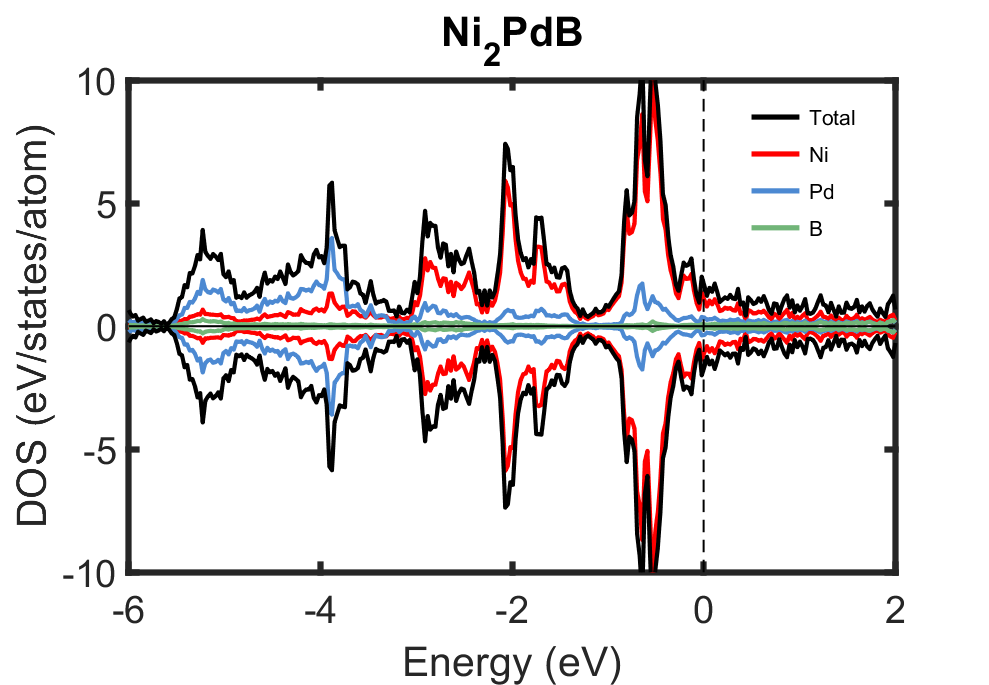 Ni₂PdB
10
5
0
-5
-10
DOS (eV/states/atom)
Total
Ni
Pd
B
-6 -4 -2 0 2
Energy (eV)